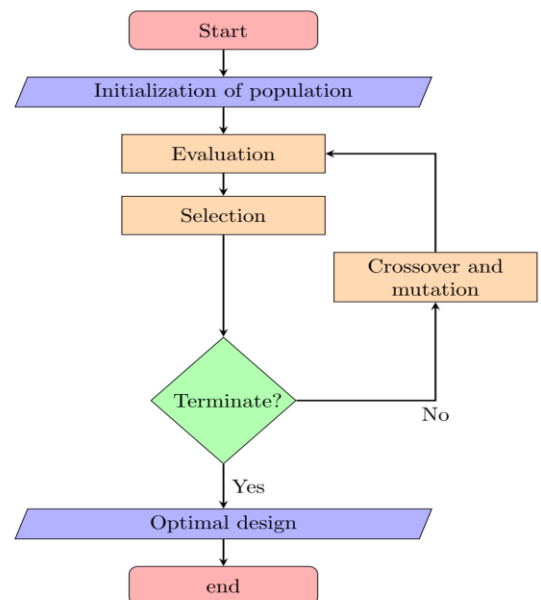 Start
Initialization of population
Evaluation
Selection
Crossover and
mutation
Terminate?
No
Yes
Optimal design
end